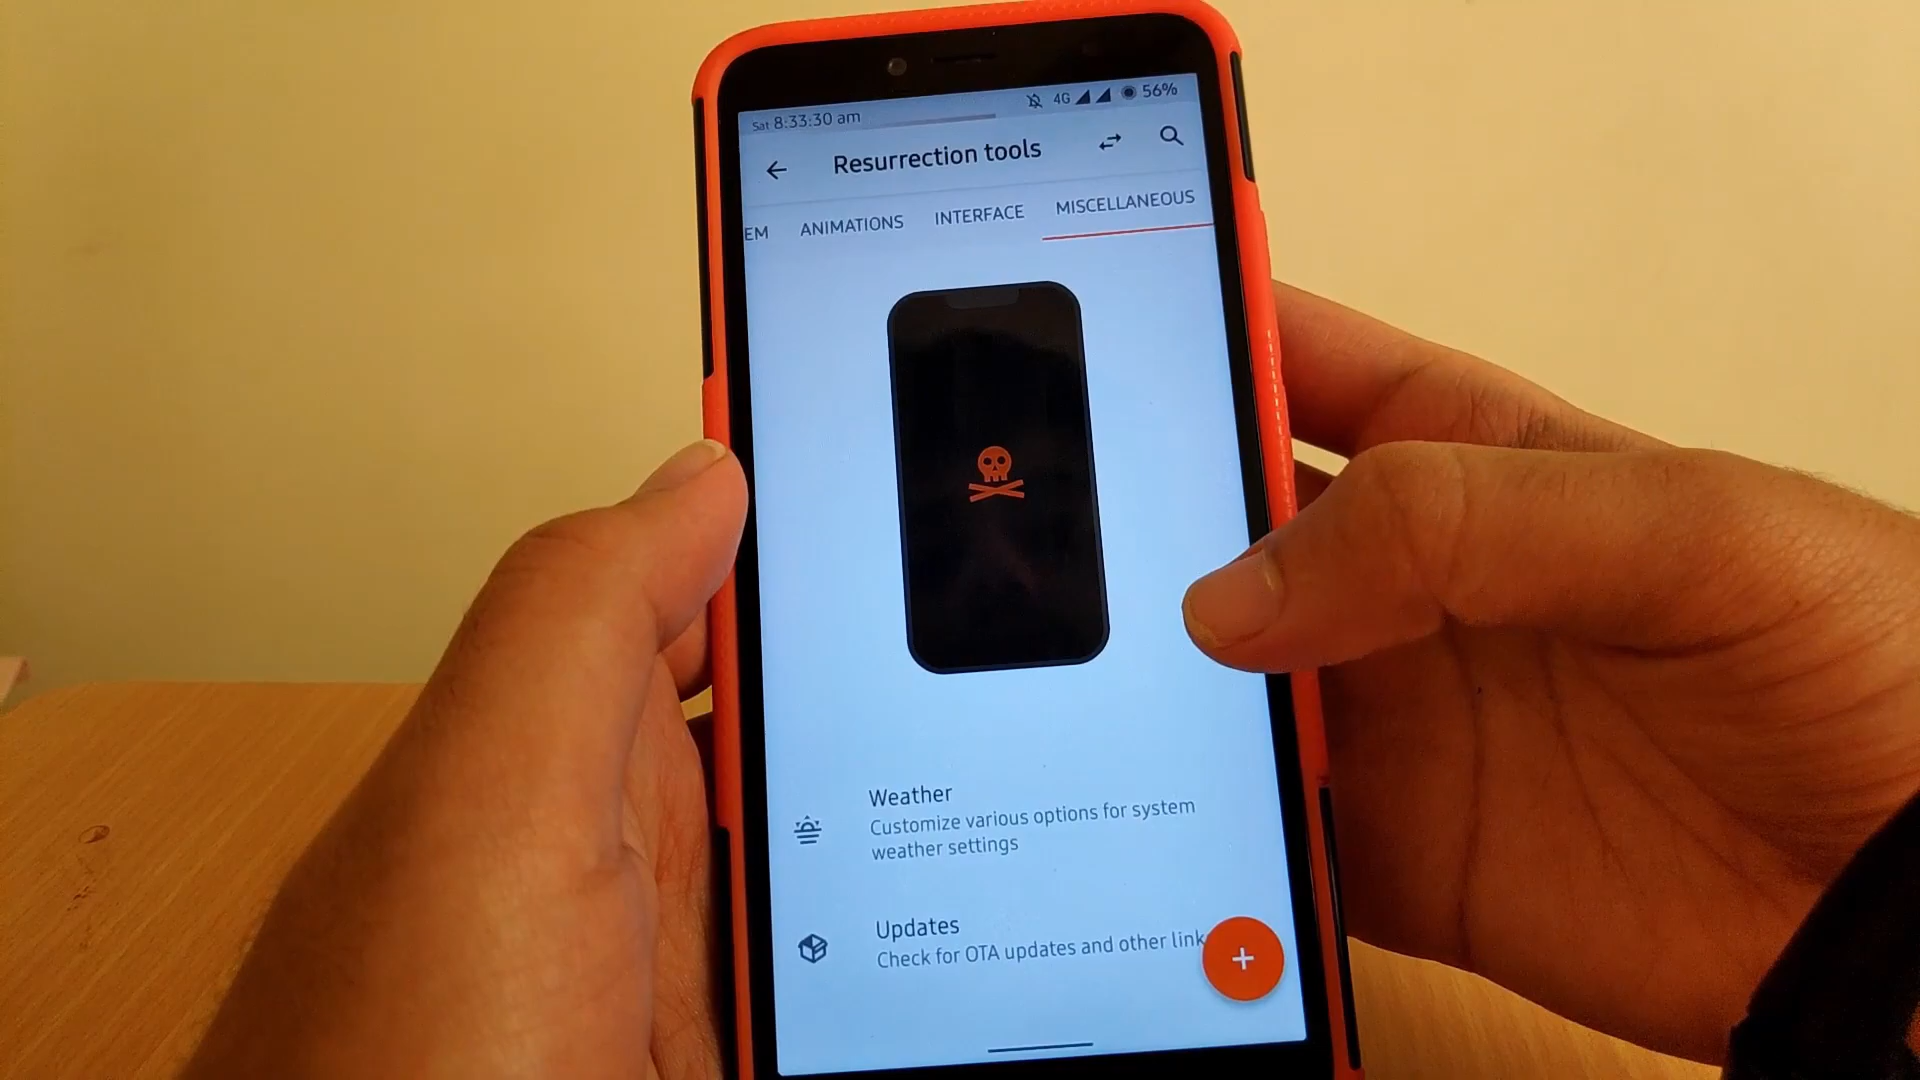 Sat 8:33:30 am 4G 56%
Resurrection tools
EM ANIMATIONS INTERFACE MISCELLANEOUS
Weather
Customize various options for system
weather settings
Updates
Check for OTA updates and other link